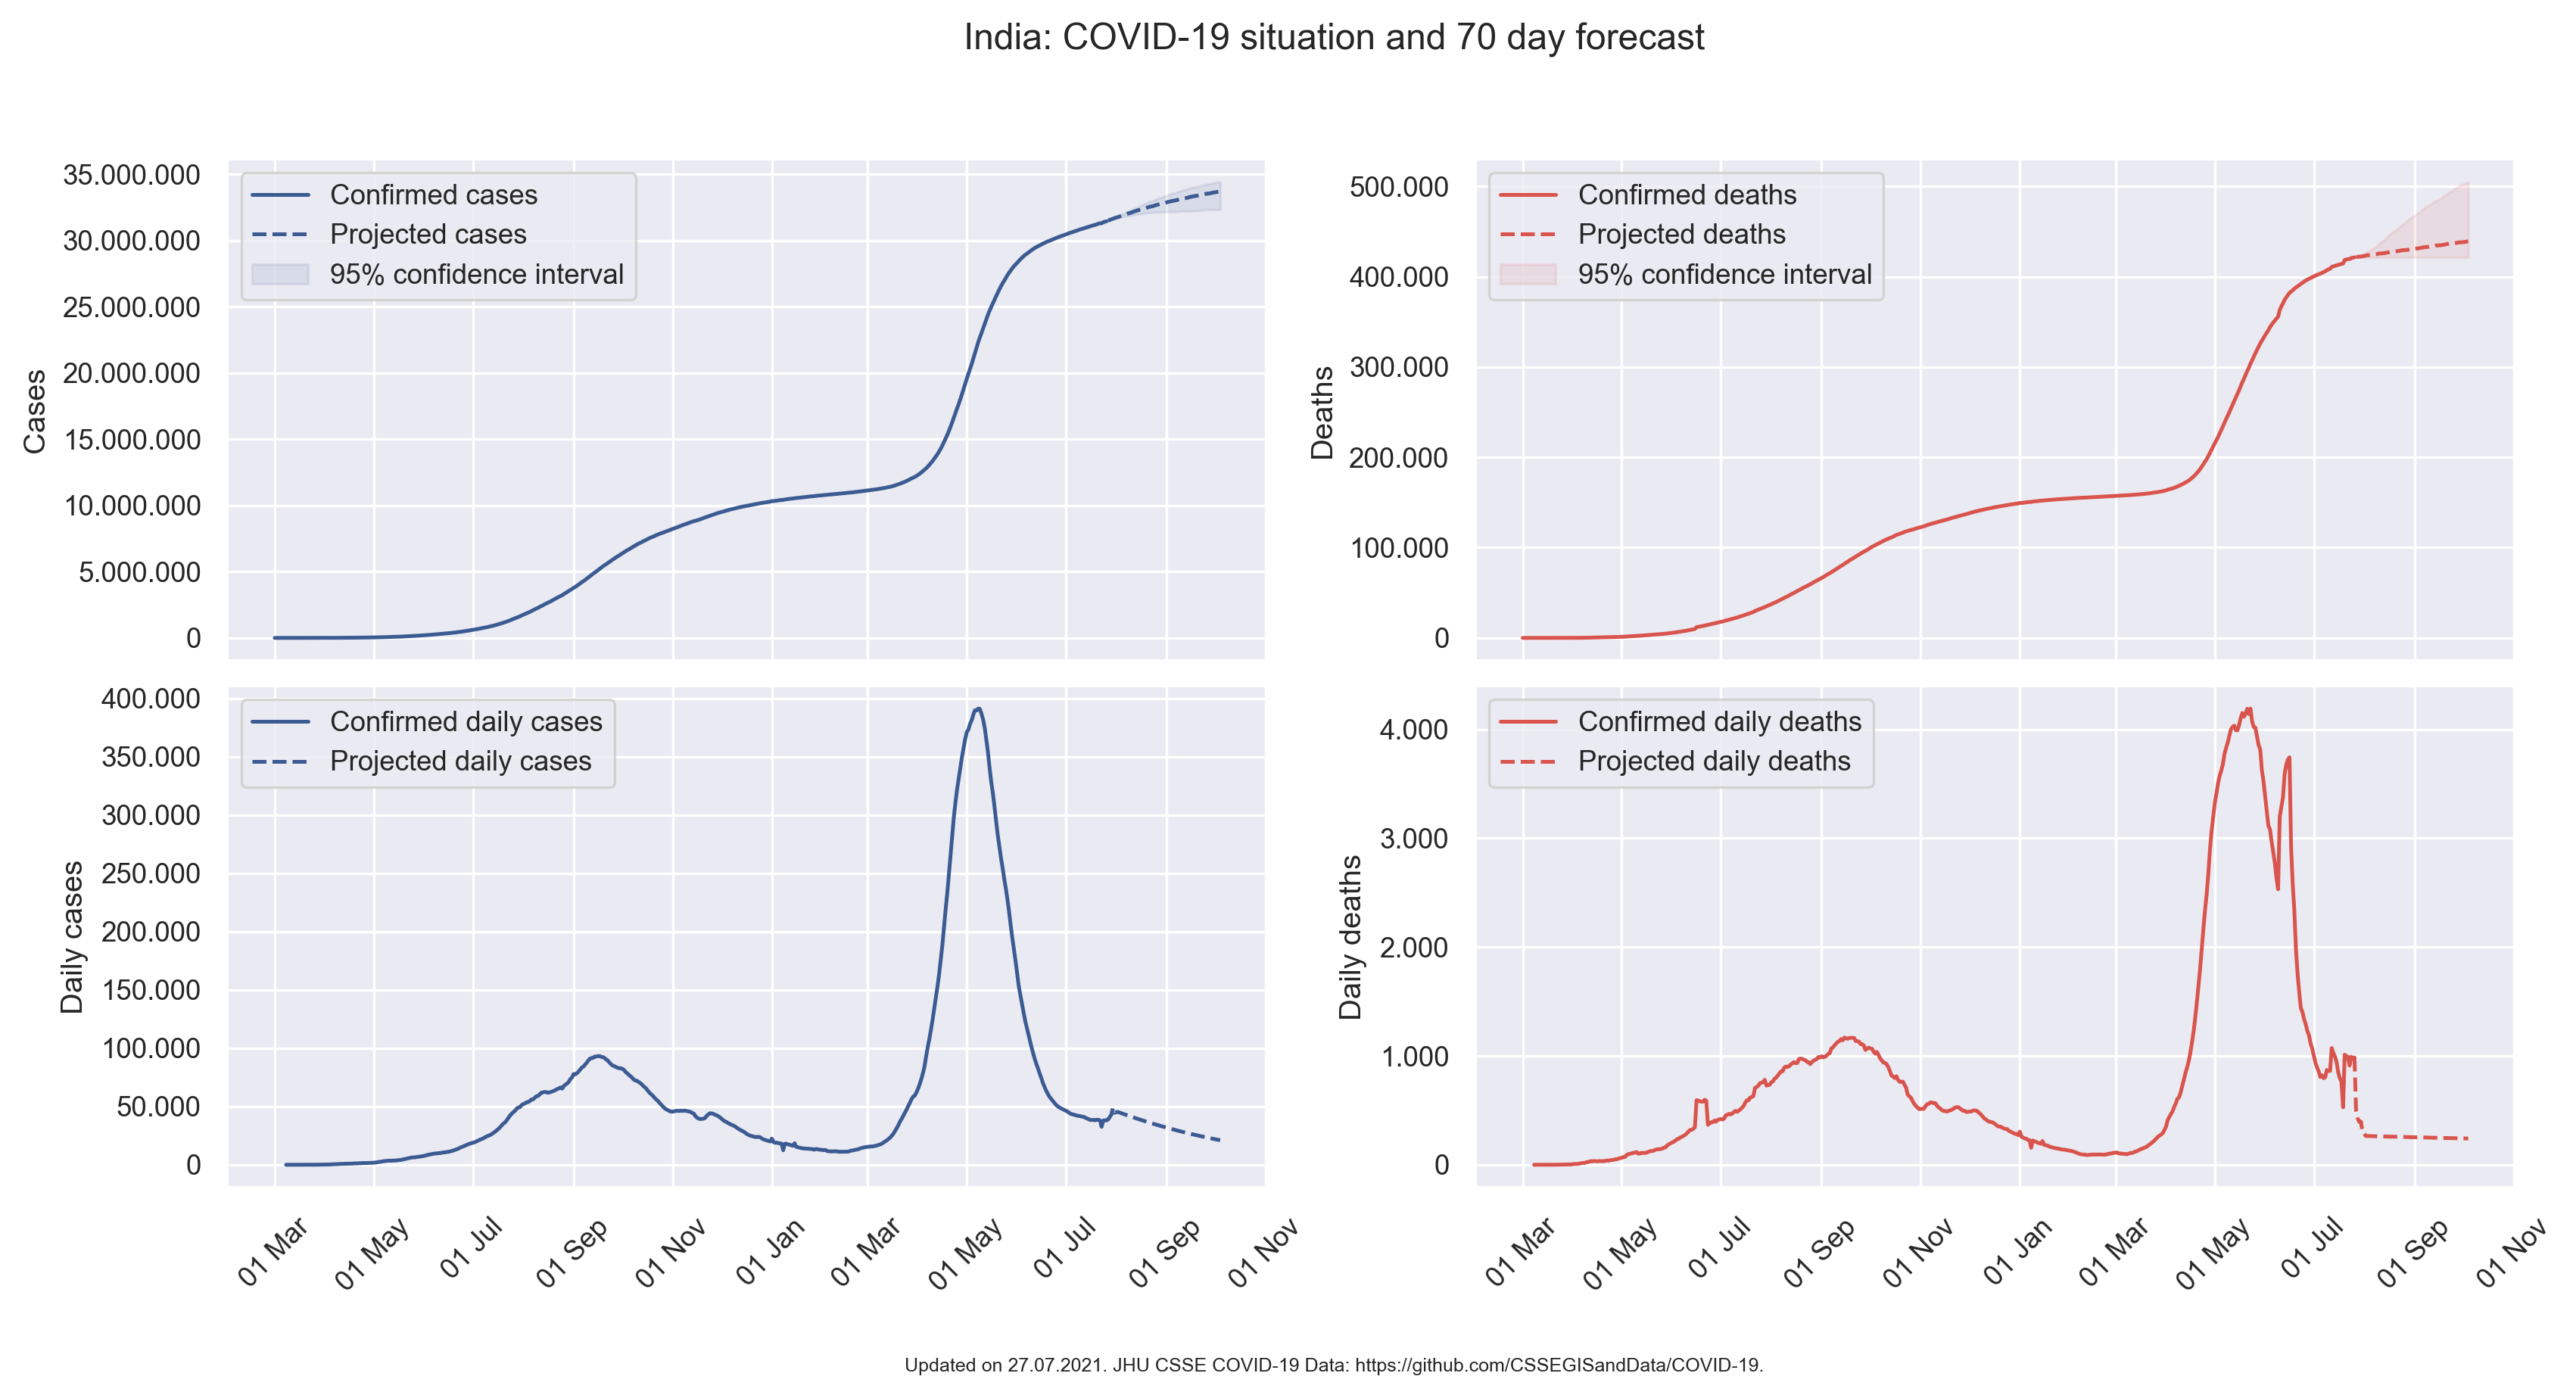 India: COVID-19 situation and 70 day forecast
35.000.000
30.000.000
25.000.000
20.000.000
15.000.000
10.000.000
5.000.000
0
Cases
Confirmed cases
Projected cases
95% confidence interval
500.000
400.000
300.000
200.000
100.000
0
Deaths
Confirmed deaths
Projected deaths
95% confidence interval
400.000
350.000
300.000
250.000
200.000
150.000
100.000
50.000
0
Daily cases
Confirmed daily cases
Projected daily cases
01 Mar
01 May
01 Jul
01 Sep
01 Nov
01 Jan
01 Mar
01 May
01 Jul
01 Sep
01 Nov
4.000
3.000
2.000
1.000
0
Daily deaths
Confirmed daily deaths
Projected daily deaths
01 Mar
01 May
01 Jul
01 Sep
01 Nov
01 Jan
01 Mar
01 May
01 Jul
01 Sep
01 Nov
Updated on 27.07.2021. JHU CSSE COVID-19 Data: https://github.com/CSSEGISandData/COVID-19.